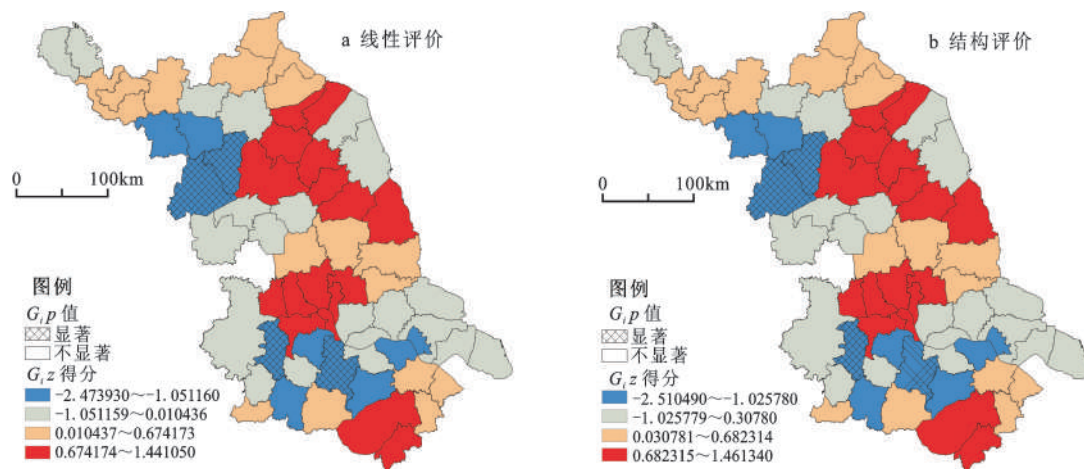 a 线性评价
0 100km
图例
Gᵢ p 值
显著
不显著
Gᵢ z 得分
-2.473930～-1.051160
-1.051159～0.010436
0.010437～0.674173
0.674174～1.441050
b 结构评价
0 100km
图例
Gᵢ p 值
显著
不显著
Gᵢ z 得分
-2.510490～-1.025780
-1.025779～0.30780
0.030781～0.682314
0.682315～1.461340